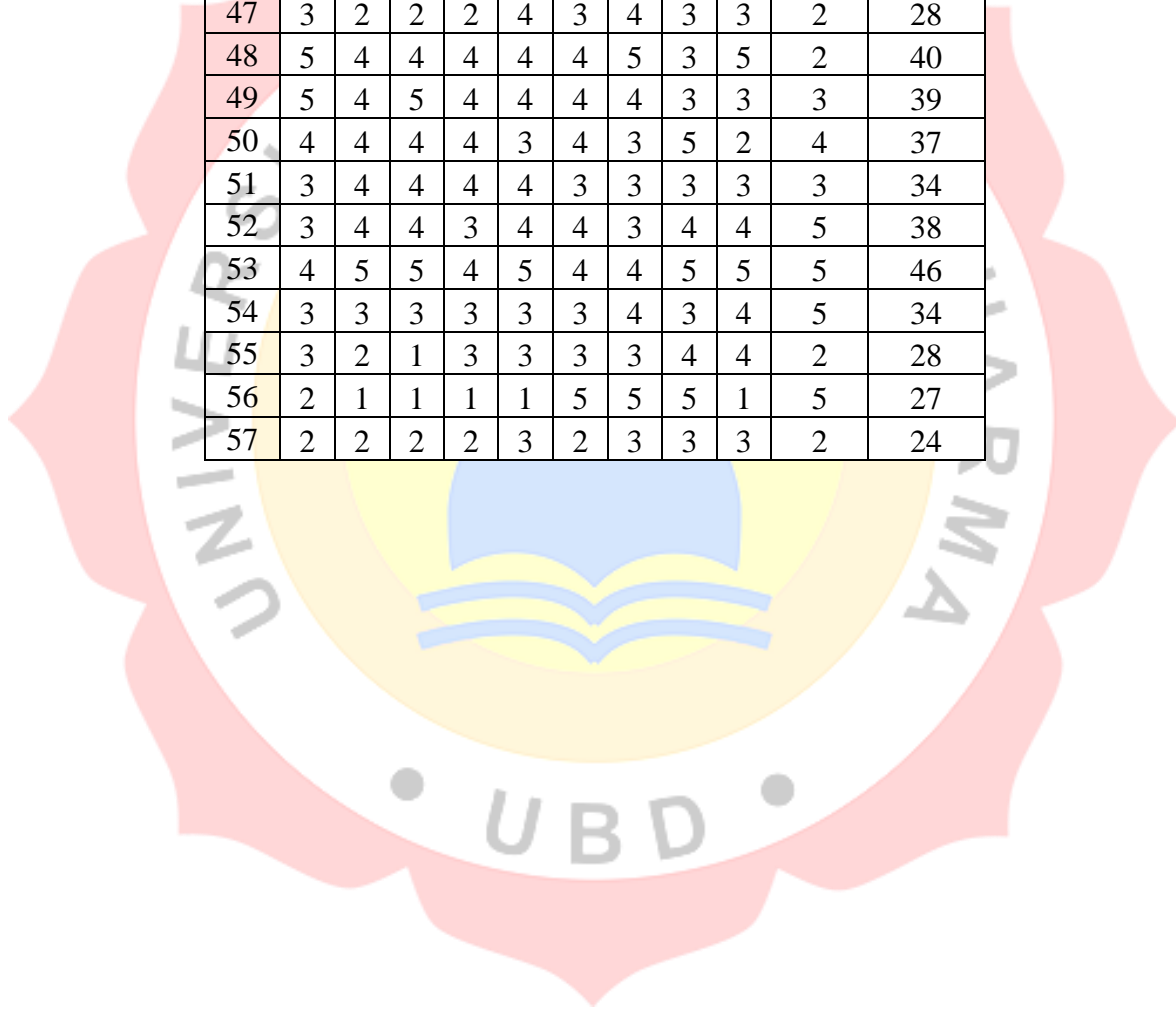 47 3 2 2 2 4 3 4 3 3 2 28
48 5 4 4 4 4 4 5 3 5 2 40
49 5 4 5 4 4 4 4 3 3 3 39
50 4 4 4 4 3 4 3 5 2 4 37
51 3 4 4 4 4 3 3 3 3 3 34
52 3 4 4 3 4 4 3 4 4 5 38
53 4 5 5 4 5 4 4 5 5 5 46
54 3 3 3 3 3 3 4 3 4 5 34
55 3 2 1 3 3 3 3 4 4 2 28
56 2 1 1 1 1 5 5 5 1 5 27
57 2 2 2 2 3 2 3 3 3 2 24
UBD